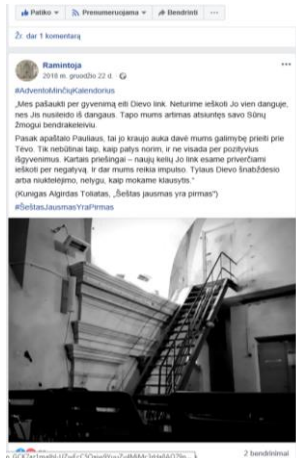 Patiko
Prenumeruojama
Bendrinti
Žr. dar 1 komentarą
Ramintoja
2018 m. gruodžio 22 d.
#AdventoMinčiųKalendorius
„Mes pašaukti per gyvenimą eiti Dievo link. Neturime ieškoti Jo vien danguje,
nes Jis nusileido iš dangaus. Tapo mums artimas atsiuntęs savo Sūnų
žmogui bendrakeleiviu.
Pasak apaštalo Pauliaus, tai jo kraujo auka davė mums galimybę prieiti prie
Tėvo. Tik nebūtinai taip, kaip patys norim, ir ne visada per pozityvius
išgyvenimus. Kartais priešingai – naujų kelių Jo link esame priverčiami
ieškoti per negatyvą. Ir dar mums reikia impulso. Tylaus Dievo šnabždesio
arba niuktelėjimo, nelygu, kaip mokame klausytis.“
(Kunigas Algirdas Toliatas, „Šeštas jausmas yra pirmas“)
#ŠeštasJausmasYraPirmas
2 bendrinimai